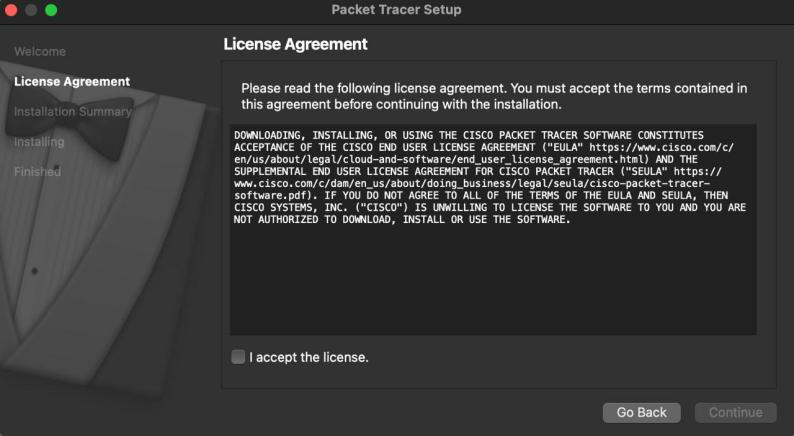 Packet Tracer Setup
Welcome
License Agreement
Installation Summary
Installing
Finished
License Agreement
Please read the following license agreement. You must accept the terms contained in
this agreement before continuing with the installation.
DOWNLOADING, INSTALLING, OR USING THE CISCO PACKET TRACER SOFTWARE CONSTITUTES
ACCEPTANCE OF THE CISCO END USER LICENSE AGREEMENT ("EULA" https://www.cisco.com/c/
en/us/about/legal/cloud-and-software/end_user_license_agreement.html) AND THE
SUPPLEMENTAL END USER LICENSE AGREEMENT FOR CISCO PACKET TRACER ("SEULA" https://
www.cisco.com/c/dam/en_us/about/doing_business/legal/seula/cisco-packet-tracer-
software.pdf). IF YOU DO NOT AGREE TO ALL OF THE TERMS OF THE EULA AND SEULA, THEN
CISCO SYSTEMS, INC. ("CISCO") IS UNWILLING TO LICENSE THE SOFTWARE TO YOU AND YOU ARE
NOT AUTHORIZED TO DOWNLOAD, INSTALL OR USE THE SOFTWARE.
I accept the license.
Go Back
Continue